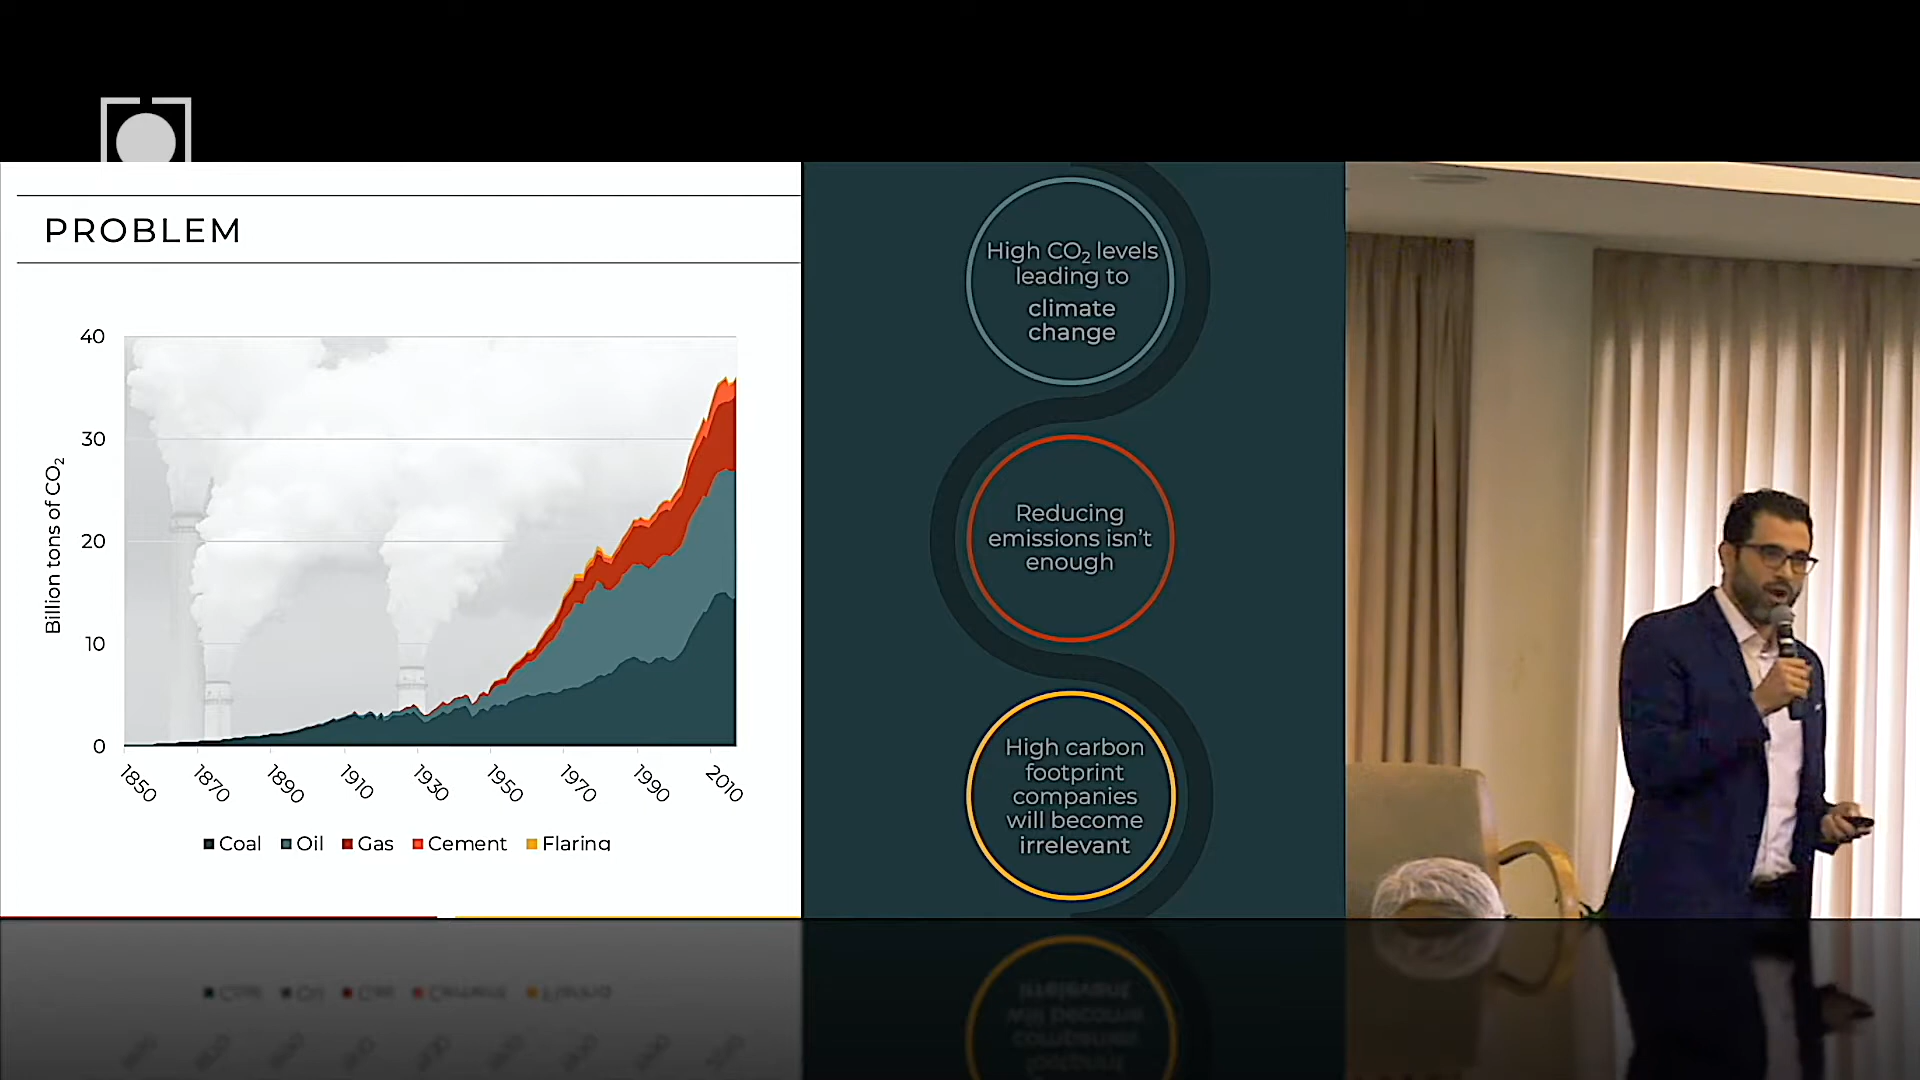 PROBLEM
40
30
20
10
0
Billion tons of CO₂
1850
1870
1890
1910
1930
1950
1970
1990
2010
Coal
Oil
Gas
Cement
Flaring
High CO₂ levels
leading to
climate
change
Reducing
emissions isn't
enough
High carbon
footprint
companies
will become
irrelevant